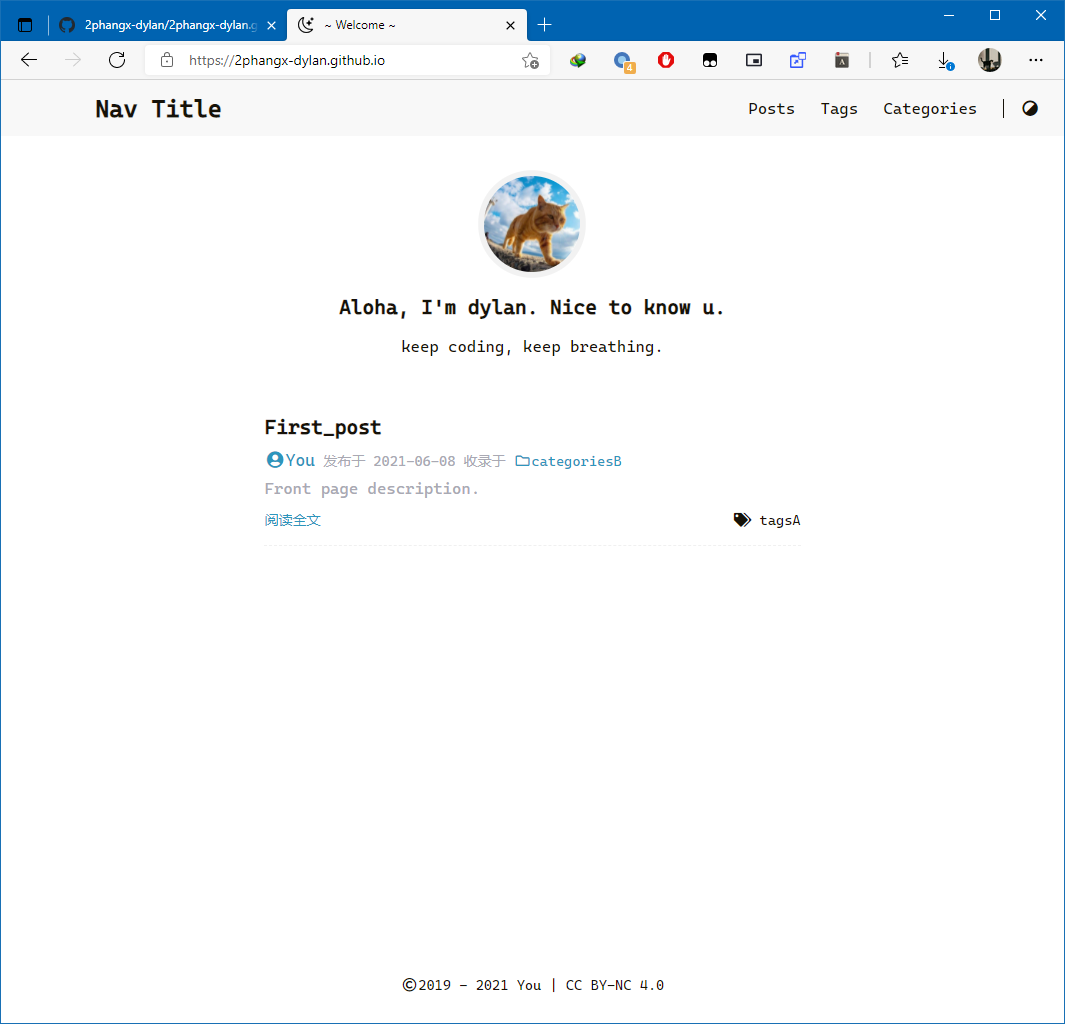 2phangx-dylan/2phangx-dylan.g
~ Welcome ~
https://2phangx-dylan.github.io
4
A
Nav Title
Posts Tags Categories |
Aloha, I'm dylan. Nice to know u.
keep coding, keep breathing.
First_post
You 发布于 2021-06-08 收录于 categoriesB
Front page description.
阅读全文 tagsA
©2019 - 2021 You | CC BY-NC 4.0